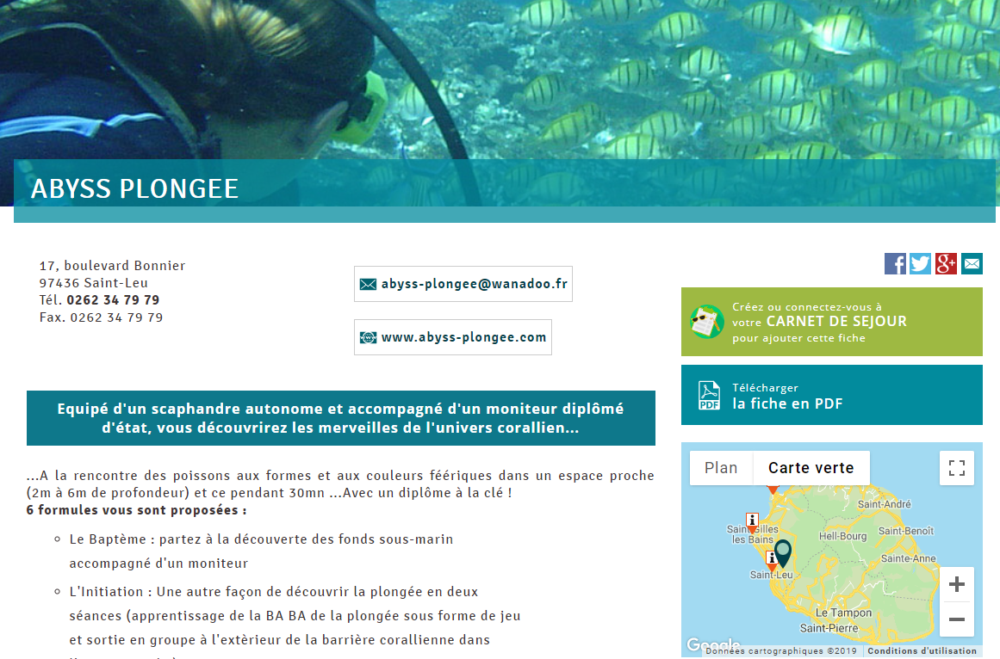 ABYSS PLONGEE
17, boulevard Bonnier
97436 Saint-Leu
Tél. 0262 34 79 79
Fax. 0262 34 79 79
abyss-plongee@wanadoo.fr
www.abyss-plongee.com
Equipé d'un scaphandre autonome et accompagné d'un moniteur diplômé
d'état, vous découvrirez les merveilles de l'univers corallien...
...A la rencontre des poissons aux formes et aux couleurs féériques dans un espace proche
(2m à 6m de profondeur) et ce pendant 30mn ...Avec un diplôme à la clé !
6 formules vous sont proposées :
Le Baptème : partez à la découverte des fonds sous-marin
accompagné d'un moniteur
L'Initiation : Une autre façon de découvrir la plongée en deux
séances (apprentissage de la BA BA de la plongée sous forme de jeu
et sortie en groupe à l'extèrieur de la barrière corallienne dans
f
g+
Créez ou connectez-vous à
votre CARNET DE SEJOUR
pour ajouter cette fiche
PDF
Télécharger
la fiche en PDF
Plan
Carte verte
Saint-André
Saint-Gilles
les Bains
Hell-Bourg
Saint-Benoît
Sainte-Anne
Saint-Leu
Le Tampon
Saint-Pierre
Google
Données cartographiques ©2019
Conditions d'utilisation